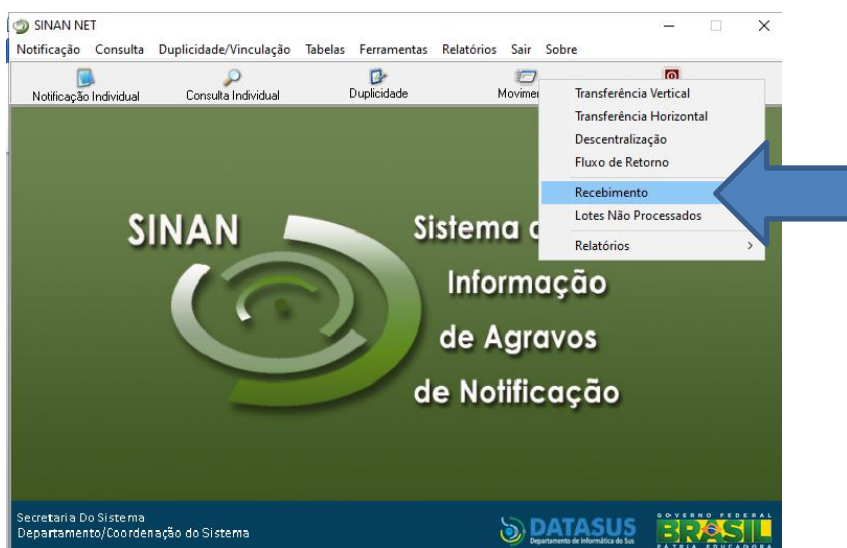 SINAN NET
Notificação Consulta Duplicidade/Vinculação Tabelas Ferramentas Relatórios Sair Sobre
Notificação Individual Consulta Individual Duplicidade Movimen
Transferência Vertical
Transferência Horizontal
Descentralização
Fluxo de Retorno
Recebimento
Lotes Não Processados
Relatórios
SINAN
Sistema
Informação
de Agravos
de Notificação
Secretaria Do Sistema
Departamento/Coordenação do Sistema
DATASUS
Departamento de Informática do Sus
GOVERNO FEDERAL
BRASIL
PÁTRIA EDUCADORA